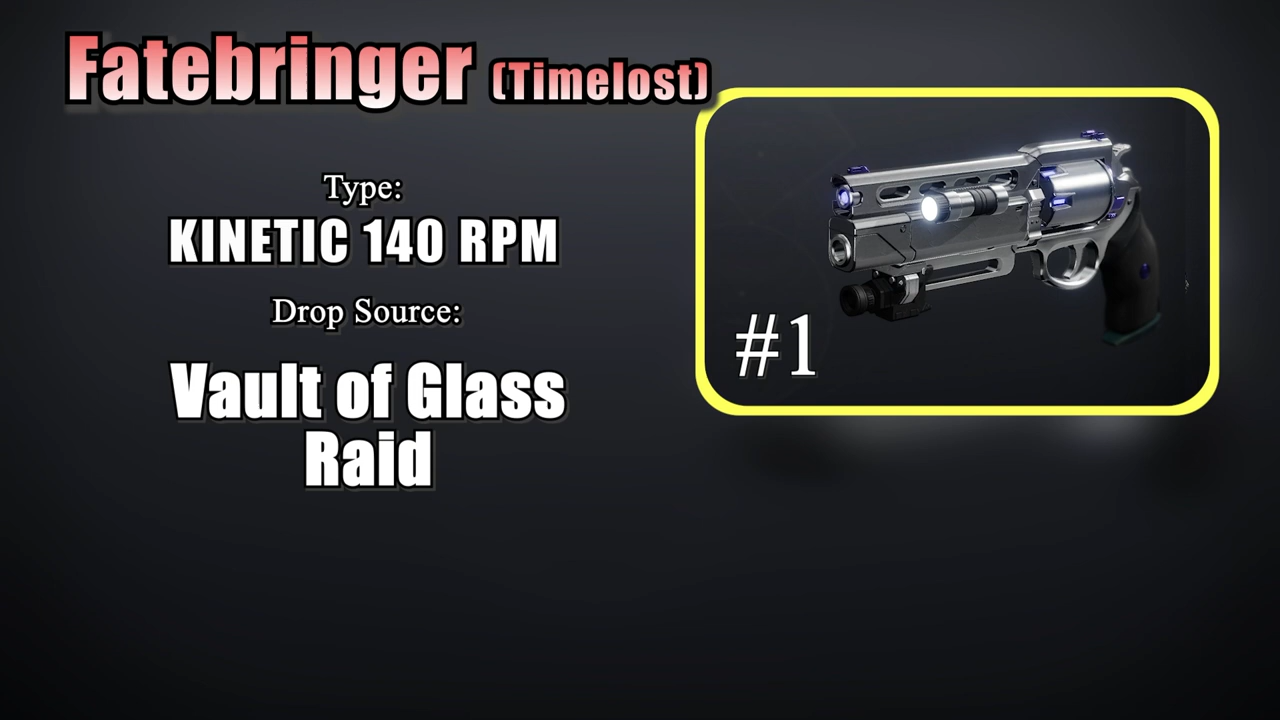 Fatebringer (Timelost)
Type:
KINETIC 140 RPM
Drop Source:
Vault of Glass
Raid
#1